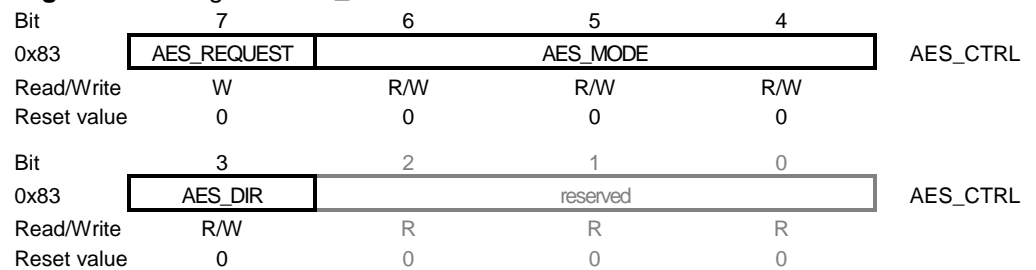 Bit 7 6 5 4
0x83 AES_REQUEST AES_MODE AES_CTRL
Read/Write W R/W R/W R/W
Reset value 0 0 0 0
Bit 3 2 1 0
0x83 AES_DIR reserved AES_CTRL
Read/Write R/W R R R
Reset value 0 0 0 0